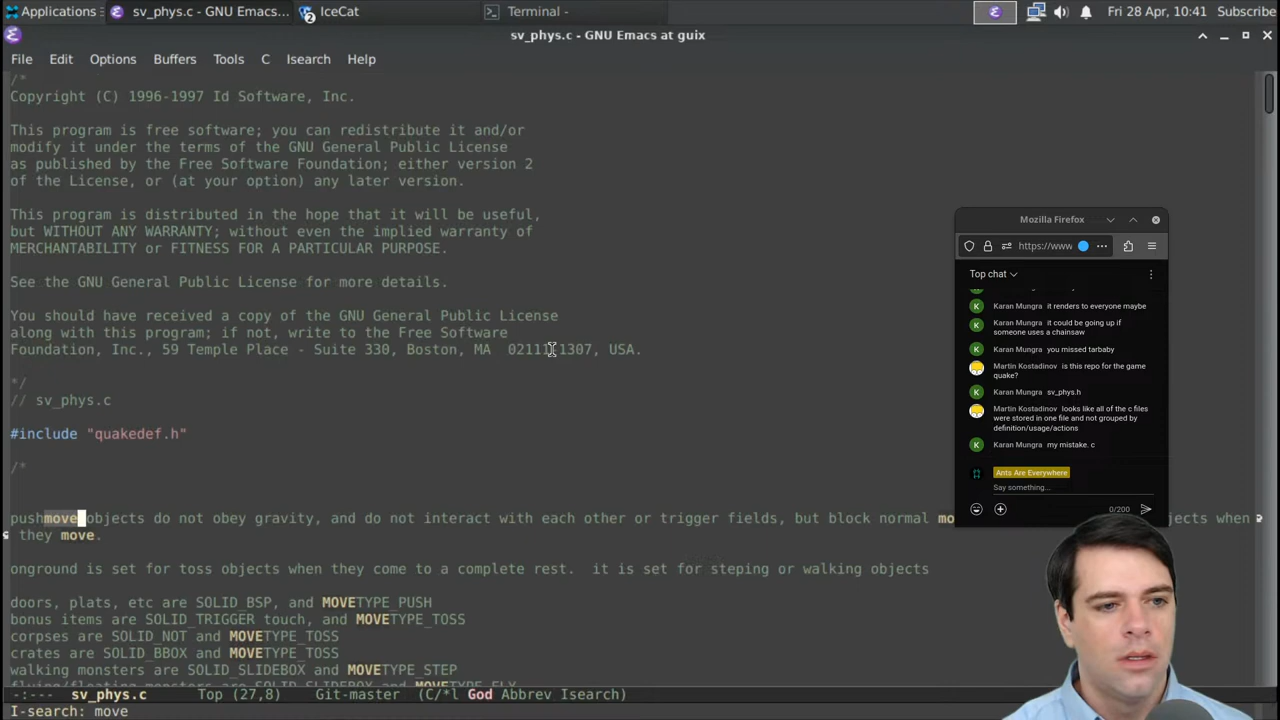 Applications
sv_phys.c - GNU Emacs...
2
IceCat
Terminal -
Fri 28 Apr, 10:41
Subscribe
sv_phys.c - GNU Emacs at guix
File Edit Options Buffers Tools C Isearch Help
/*
Copyright (C) 1996-1997 Id Software, Inc.
This program is free software; you can redistribute it and/or
modify it under the terms of the GNU General Public License
as published by the Free Software Foundation; either version 2
of the License, or (at your option) any later version.
This program is distributed in the hope that it will be useful,
but WITHOUT ANY WARRANTY; without even the implied warranty of
MERCHANTABILITY or FITNESS FOR A PARTICULAR PURPOSE.
See the GNU General Public License for more details.
You should have received a copy of the GNU General Public License
along with this program; if not, write to the Free Software
Foundation, Inc., 59 Temple Place - Suite 330, Boston, MA 02111-1307, USA.
*/
// sv_phys.c
#include "quakedef.h"
/*
pushmove objects do not obey gravity, and do not interact with each other or trigger fields, but block normal
when
they move.
onground is set for toss objects when they come to a complete rest. it is set for steping or walking objects
doors, plats, etc are SOLID_BSP, and MOVETYPE_PUSH
bonus items are SOLID_TRIGGER touch, and MOVETYPE_TOSS
corpses are SOLID_NOT and MOVETYPE_TOSS
crates are SOLID_BBOX and MOVETYPE_TOSS
walking monsters are SOLID_SLIDEBOX and MOVETYPE_STEP
flying/floating monsters are SOLID_SLIDEBOX and MOVETYPE_FLY
-:--- sv_phys.c Top (27,8) Git-master (C/*l God Abbrev Isearch)
I-search: move
Mozilla Firefox
https://www
Top chat
K Karan Mungra it renders to everyone maybe
K Karan Mungra it could be going up if
someone uses a chainsaw
K Karan Mungra you missed tarbaby
Martin Kostadinov is this repo for the game
quake?
K Karan Mungra sv_phys.h
Martin Kostadinov looks like all of the c files
were stored in one file and not grouped by
definition/usage/actions
K Karan Mungra my mistake. c
Ants Are Everywhere
Say something...
0/200